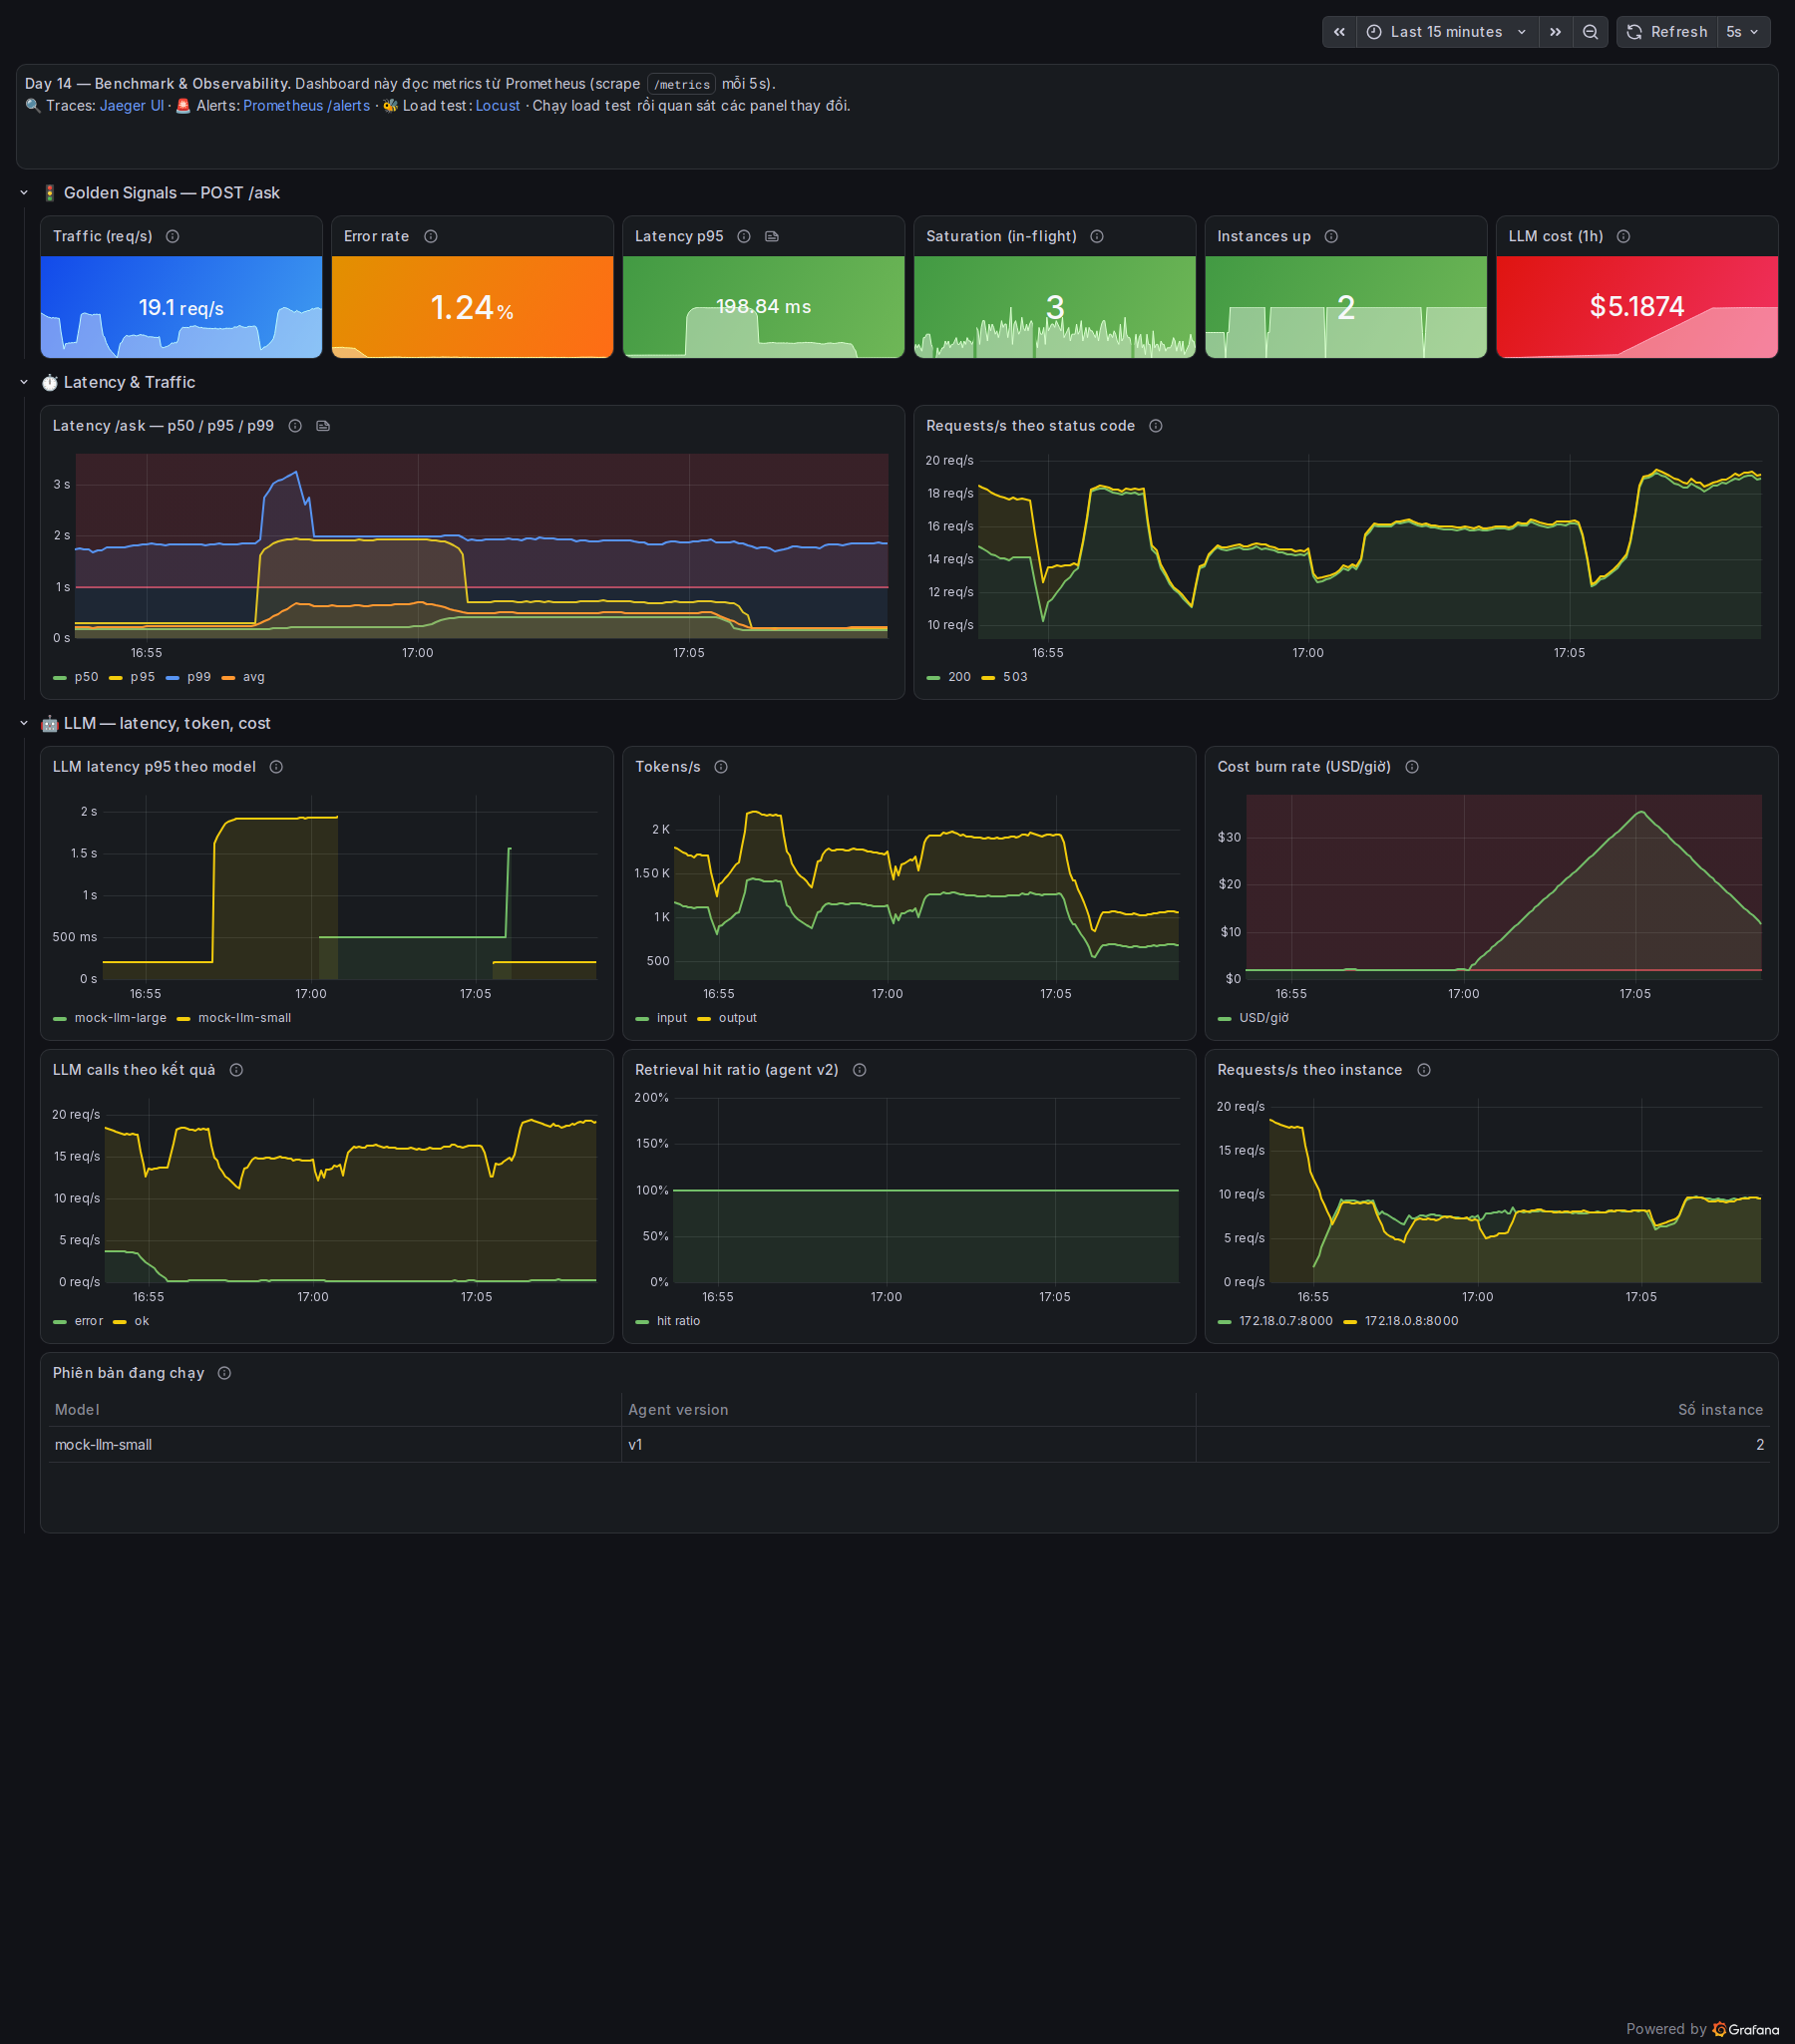 Last 15 minutes
Refresh 5s
Day 14 — Benchmark & Observability. Dashboard này đọc metrics từ Prometheus (scrape /metrics mỗi 5s).
🔍 Traces: Jaeger UI · 🚨 Alerts: Prometheus /alerts · 🐝 Load test: Locust · Chạy load test rồi quan sát các panel thay đổi.
🚦 Golden Signals — POST /ask
Traffic (req/s) Error rate Latency p95 Saturation (in-flight) Instances up LLM cost (1h)
19.1 req/s 1.24% 198.84 ms 3 2 $5.1874
⏱️ Latency & Traffic
Latency /ask — p50 / p95 / p99
3 s
2 s
1 s
0 s
16:55 17:00 17:05
p50 p95 p99 avg
Requests/s theo status code
20 req/s
18 req/s
16 req/s
14 req/s
12 req/s
10 req/s
16:55 17:00 17:05
200 503
🤖 LLM — latency, token, cost
LLM latency p95 theo model
2 s
1.5 s
1 s
500 ms
0 s
16:55 17:00 17:05
mock-llm-large mock-llm-small
Tokens/s
2 K
1.50 K
1 K
500
16:55 17:00 17:05
input output
Cost burn rate (USD/giờ)
$30
$20
$10
$0
16:55 17:00 17:05
USD/giờ
LLM calls theo kết quả
20 req/s
15 req/s
10 req/s
5 req/s
0 req/s
16:55 17:00 17:05
error ok
Retrieval hit ratio (agent v2)
200%
150%
100%
50%
0%
16:55 17:00 17:05
hit ratio
Requests/s theo instance
20 req/s
15 req/s
10 req/s
5 req/s
0 req/s
16:55 17:00 17:05
172.18.0.7:8000 172.18.0.8:8000
Phiên bản đang chạy
Model Agent version Số instance
mock-llm-small v1 2
Powered by Grafana